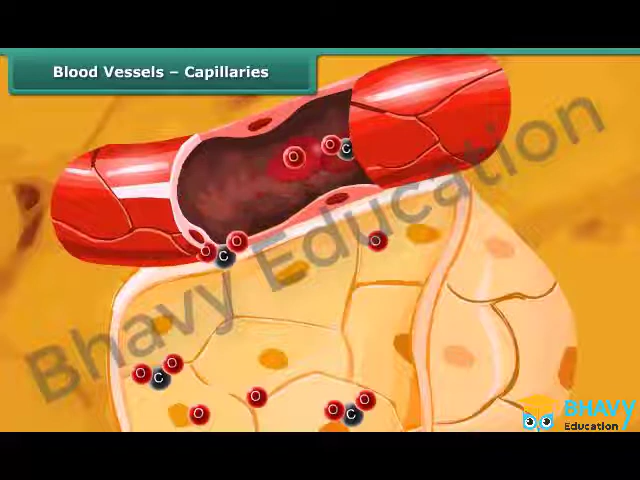 Blood Vessels – Capillaries
Bhavy Education
O
O C
O C O
O
O C O
O
O
O C O
BHAVY
Education